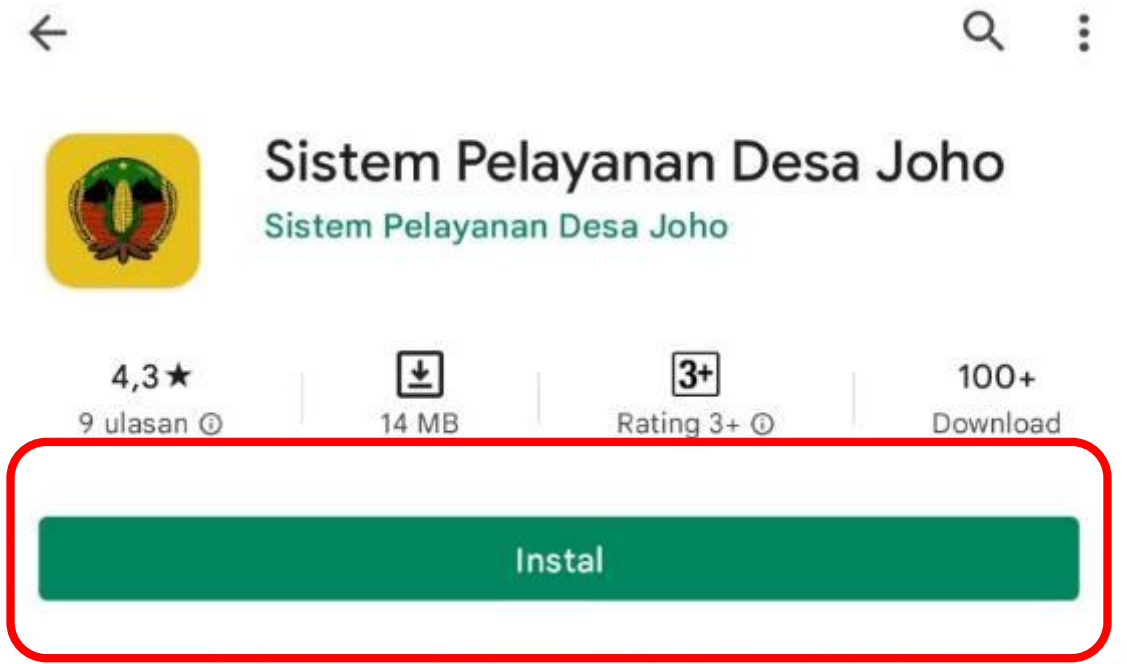 Sistem Pelayanan Desa Joho
Sistem Pelayanan Desa Joho
4,3★ 3+ 100+
9 ulasan 14 MB Rating 3+ Download
Instal